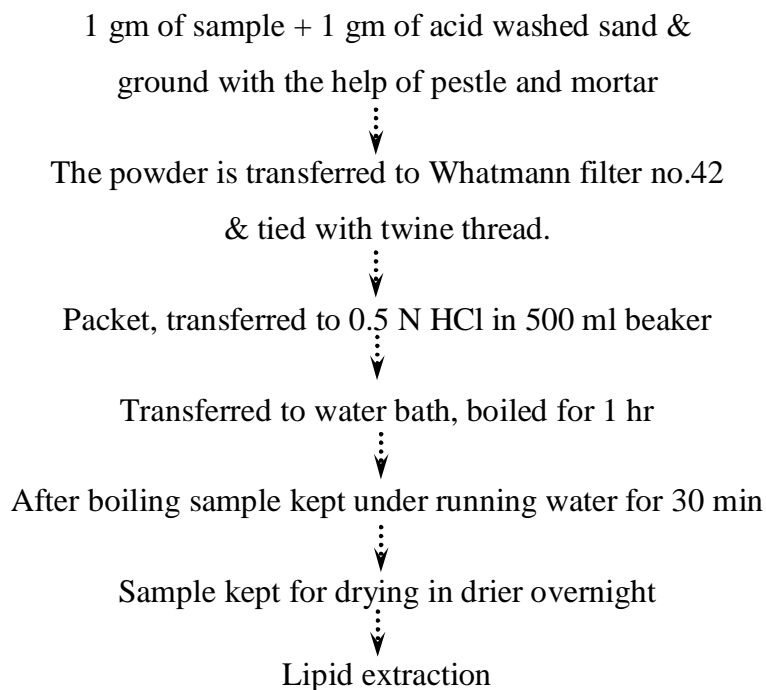 1 gm of sample + 1 gm of acid washed sand &
ground with the help of pestle and mortar
The powder is transferred to Whatmann filter no.42
& tied with twine thread.
Packet, transferred to 0.5 N HCl in 500 ml beaker
Transferred to water bath, boiled for 1 hr
After boiling sample kept under running water for 30 min
Sample kept for drying in drier overnight
Lipid extraction